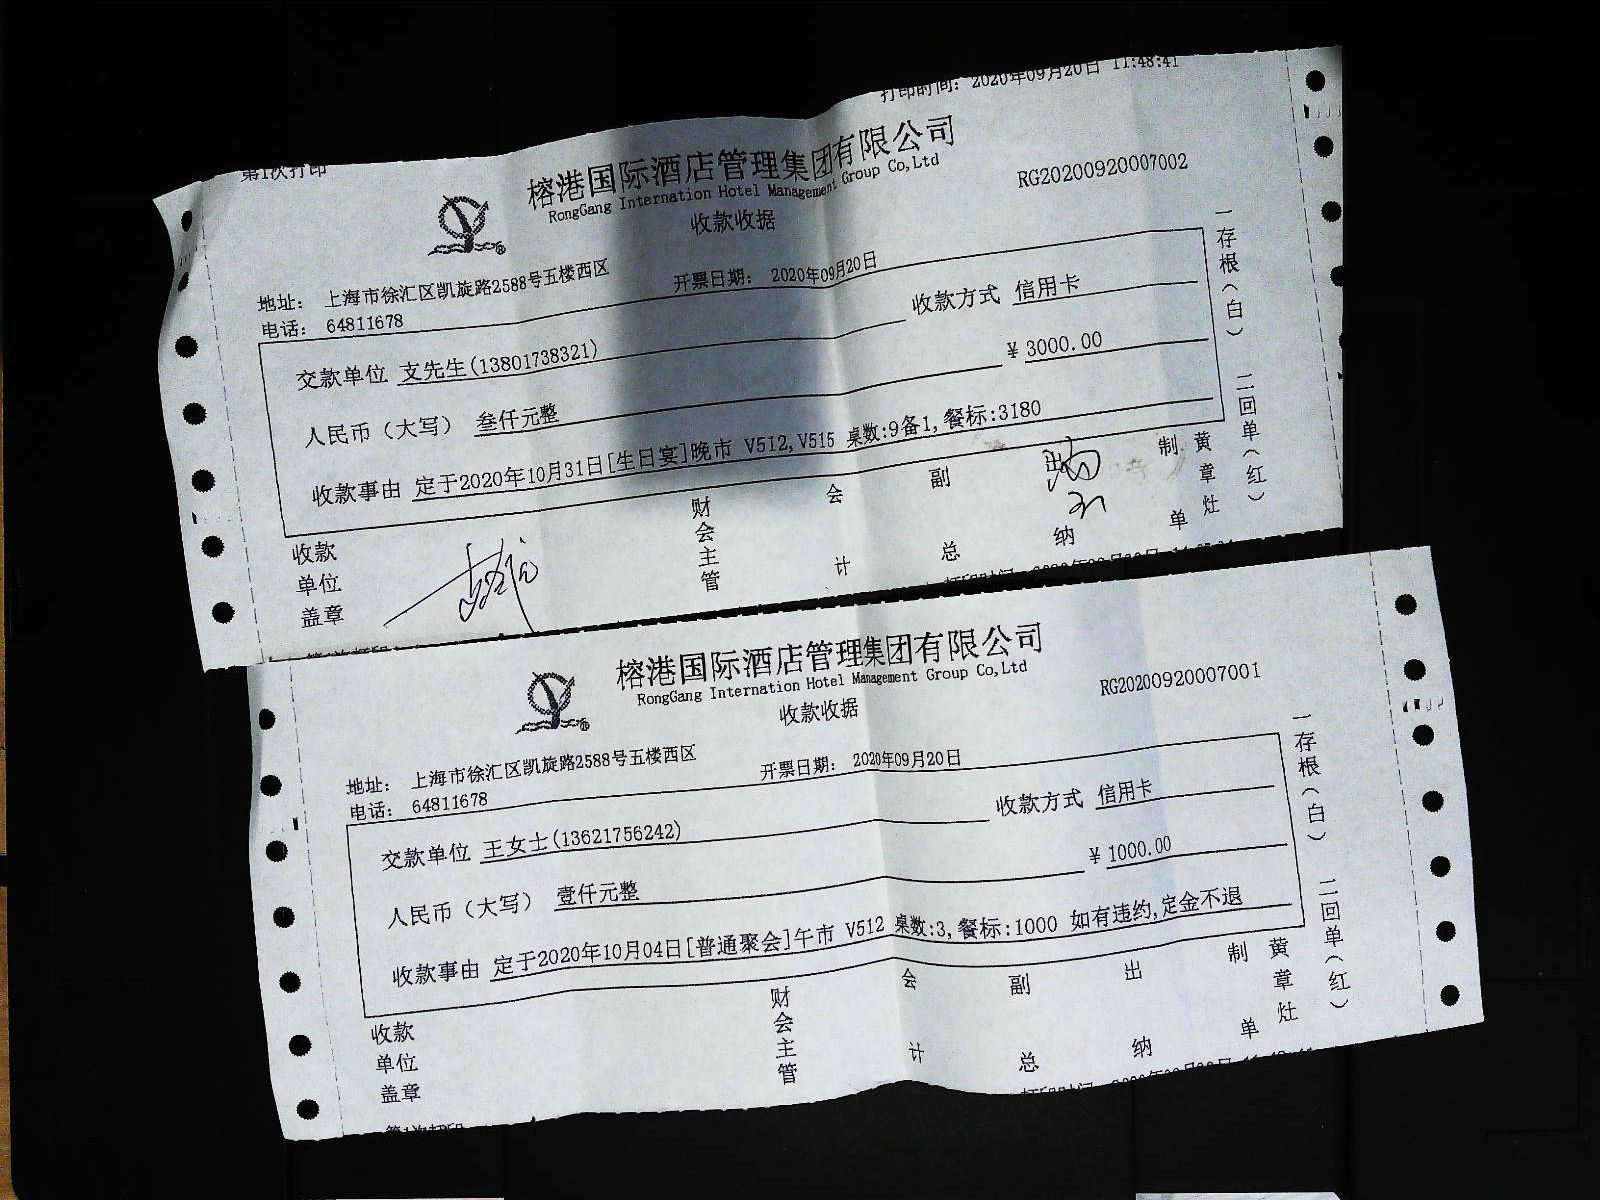 打印时间: 2020年09月20日 11:48:41
第1次打印
榕港国际酒店管理集团有限公司
RongGang Internation Hotel Management Group Co,Ltd
收款收据
RG20200920007002
地址: 上海市徐汇区凯旋路2588号五楼西区
开票日期: 2020年09月20日
电话: 64811678
交款单位 支先生(13801738321)
收款方式 信用卡
人民币（大写） 叁仟元整
¥ 3000.00
收款事由 定于2020年10月31日[生日宴]晚市 V512,V515 桌数:9备1,餐标:3180
一存根（白） 二回单（红）
收款单位盖章
财会主管
会计
副总
出纳
制单
黄章灶
榕港国际酒店管理集团有限公司
RongGang Internation Hotel Management Group Co,Ltd
收款收据
RG20200920007001
地址: 上海市徐汇区凯旋路2588号五楼西区
开票日期: 2020年09月20日
电话: 64811678
交款单位 王女士(13621756242)
收款方式 信用卡
人民币（大写） 壹仟元整
¥ 1000.00
收款事由 定于2020年10月04日[普通聚会]午市 V512 桌数:3,餐标:1000 如有违约,定金不退
一存根（白） 二回单（红）
收款单位盖章
财会主管
会计
副总
出纳
制单
黄章灶